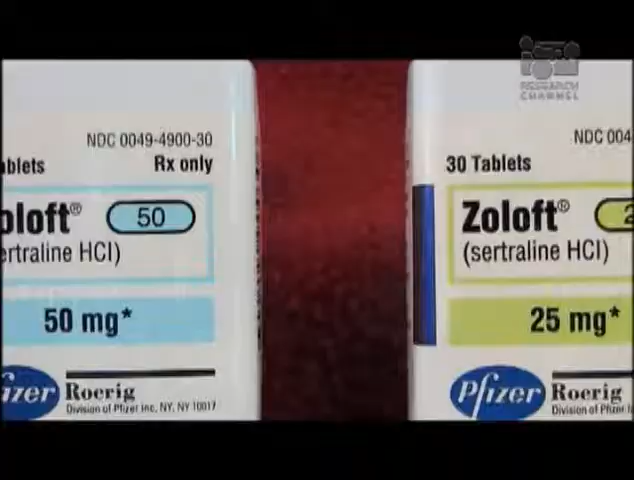 RESEARCH
CHANNEL
NDC 0049-4900-30
ablets Rx only
oloft® 50
ertraline HCl)
50 mg*
izer Roerig
Division of Pfizer Inc, NY, NY 10017
NDC 004
30 Tablets
Zoloft® 2
(sertraline HCl)
25 mg*
Pfizer Roerig
Division of Pfizer I